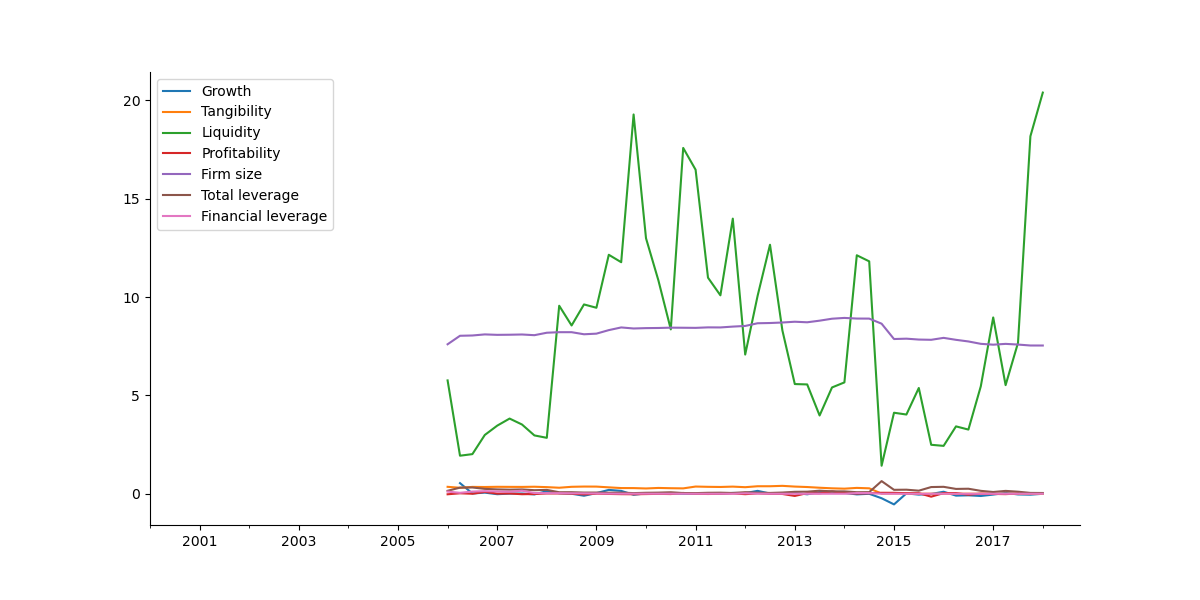 Growth
Tangibility
Liquidity
Profitability
Firm size
Total leverage
Financial leverage
20
15
10
5
0
2001 2003 2005 2007 2009 2011 2013 2015 2017